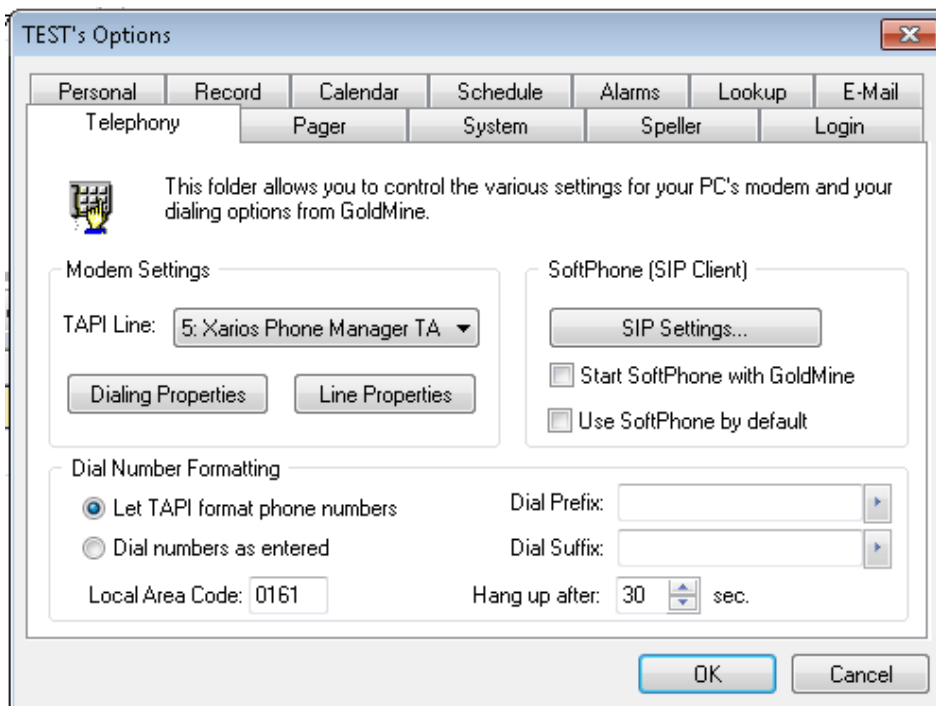 TEST's Options
Personal Record Calendar Schedule Alarms Lookup E-Mail
Telephony Pager System Speller Login
This folder allows you to control the various settings for your PC's modem and your
dialing options from GoldMine.
Modem Settings
TAPI Line: 5: Xarios Phone Manager TA
Dialing Properties Line Properties
SoftPhone (SIP Client)
SIP Settings...
Start SoftPhone with GoldMine
Use SoftPhone by default
Dial Number Formatting
Let TAPI format phone numbers
Dial numbers as entered
Local Area Code: 0161
Dial Prefix:
Dial Suffix:
Hang up after: 30 sec.
OK Cancel